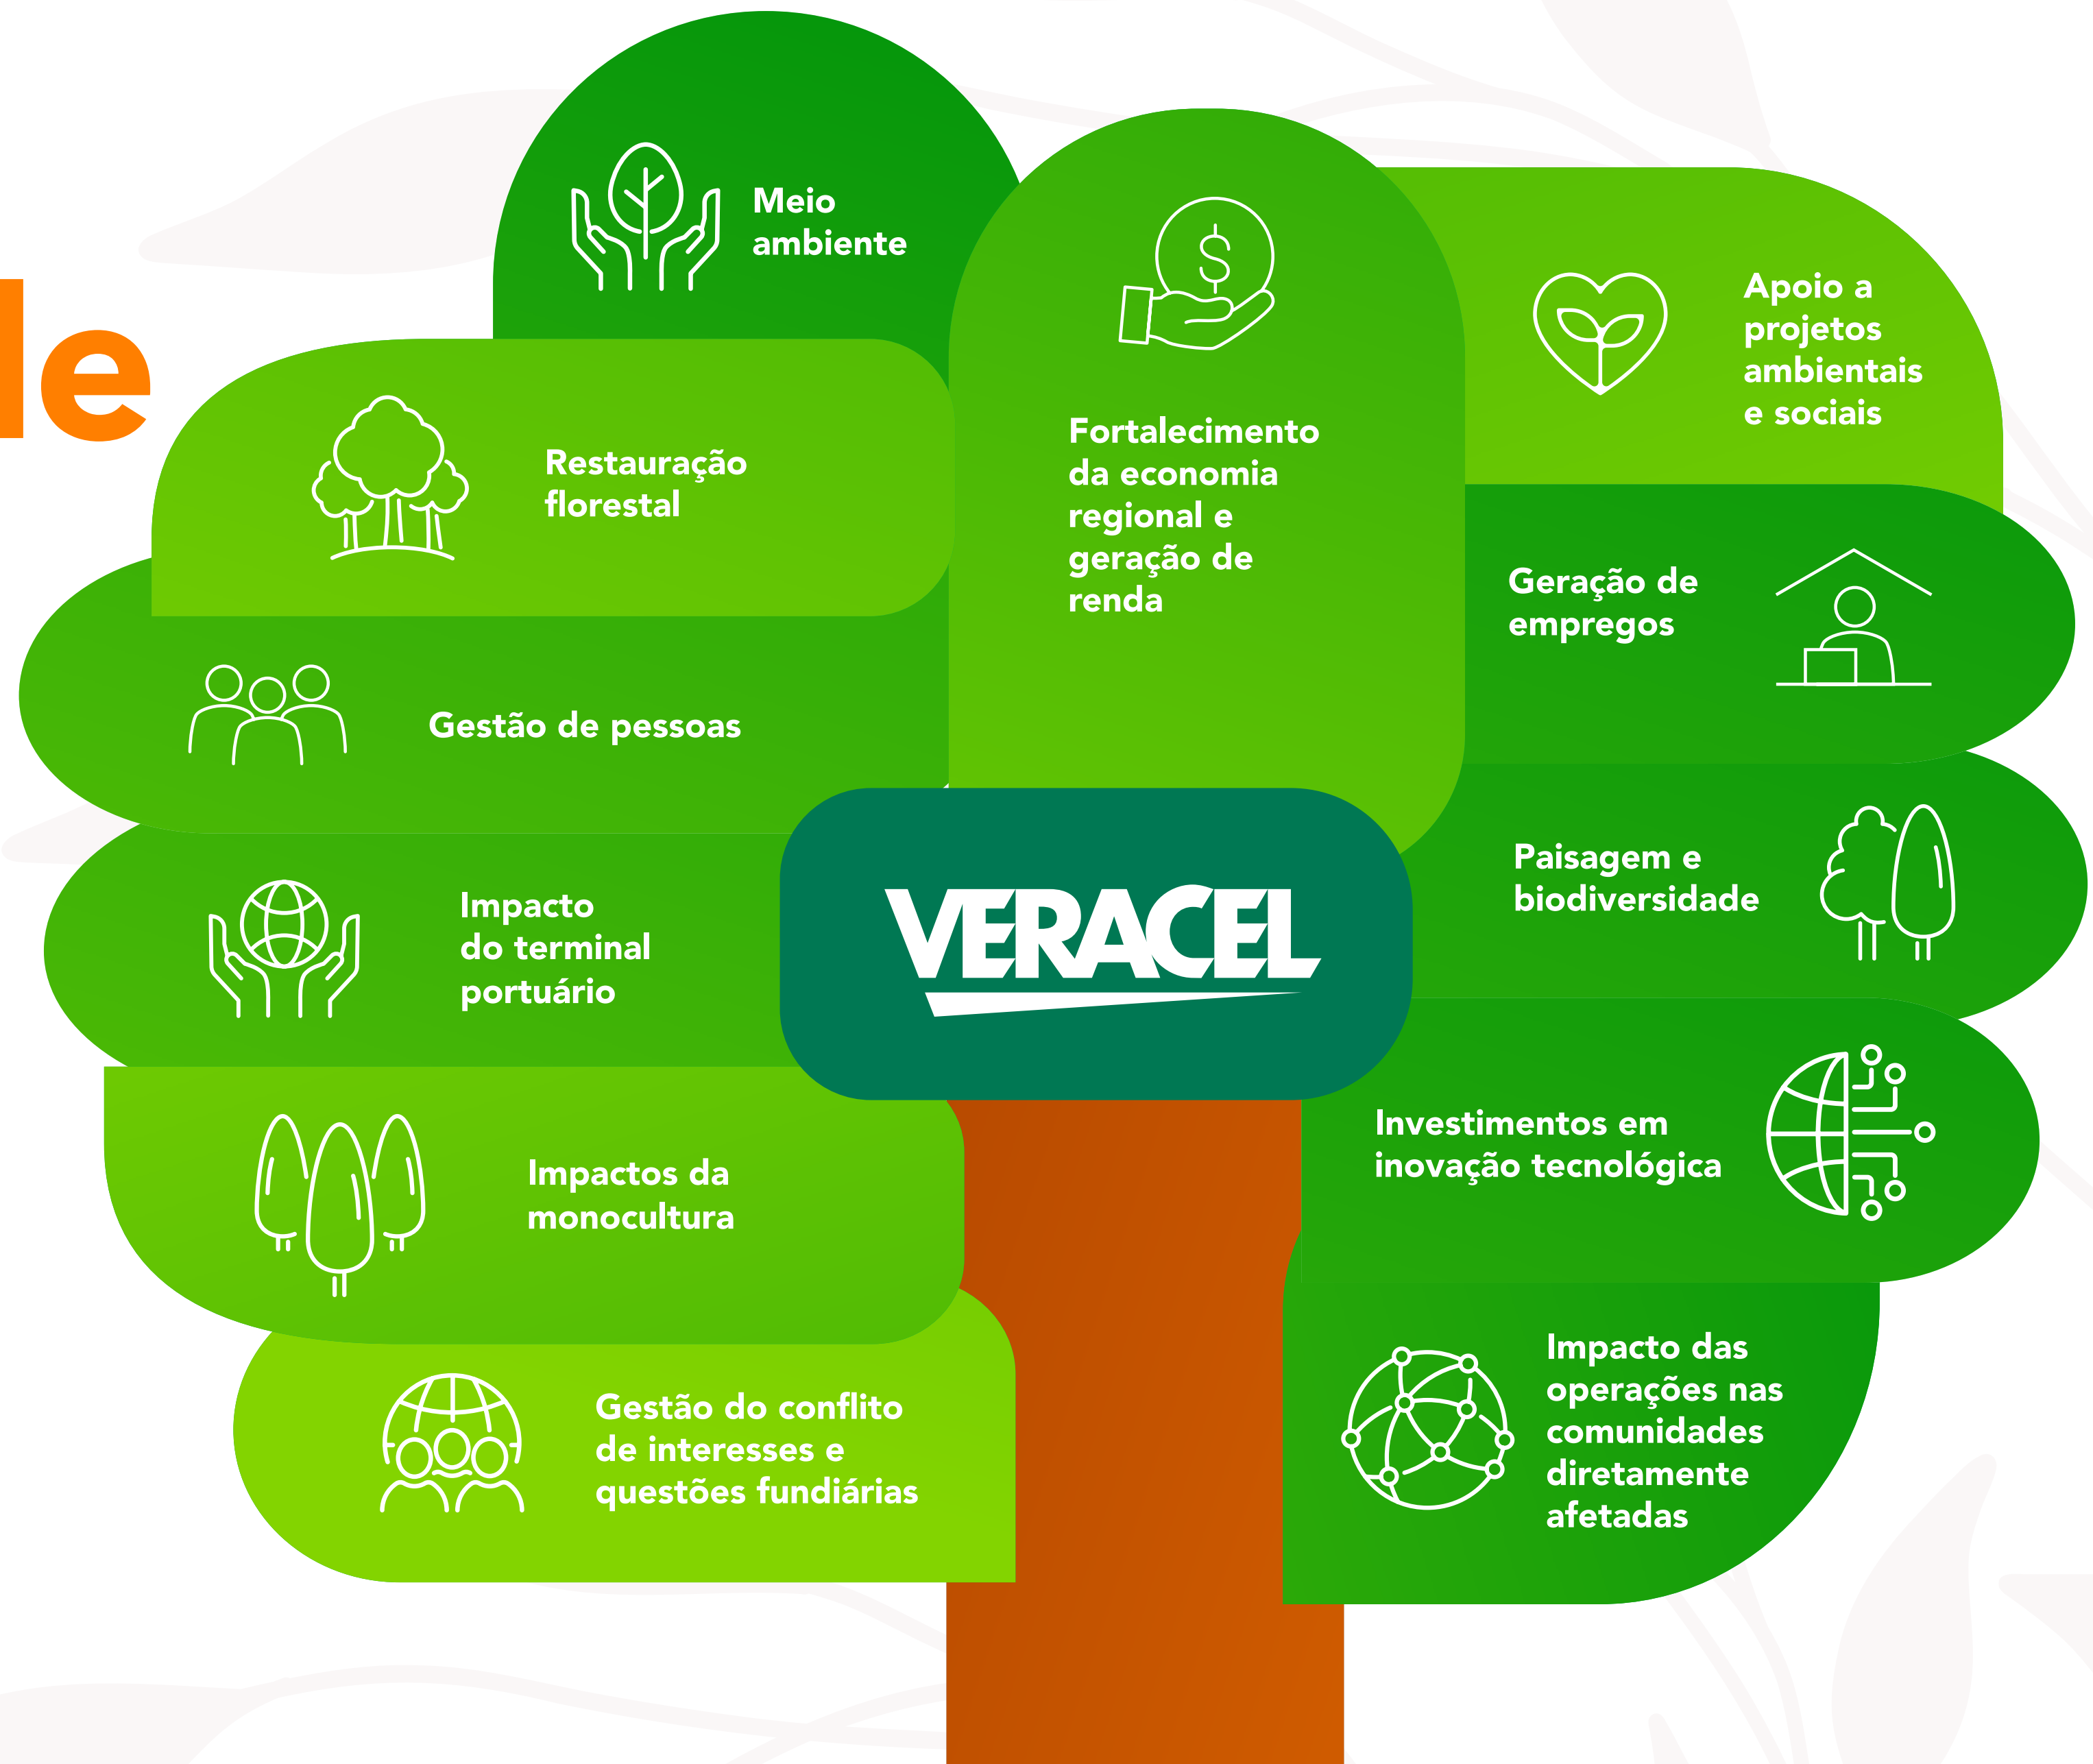 de
Meio
ambiente
Fortalecimento
da economia
regional e
geração de
renda
Apoio a
projetos
ambientais
e sociais
Restauração
florestal
Geração de
empregos
Gestão de pessoas
Paisagem e
biodiversidade
Impacto
do terminal
portuário
VERACEL
Investimentos em
inovação tecnológica
Impactos da
monocultura
Gestão do conflito
de interesses e
questões fundiárias
Impacto das
operações nas
comunidades
diretamente
afetadas